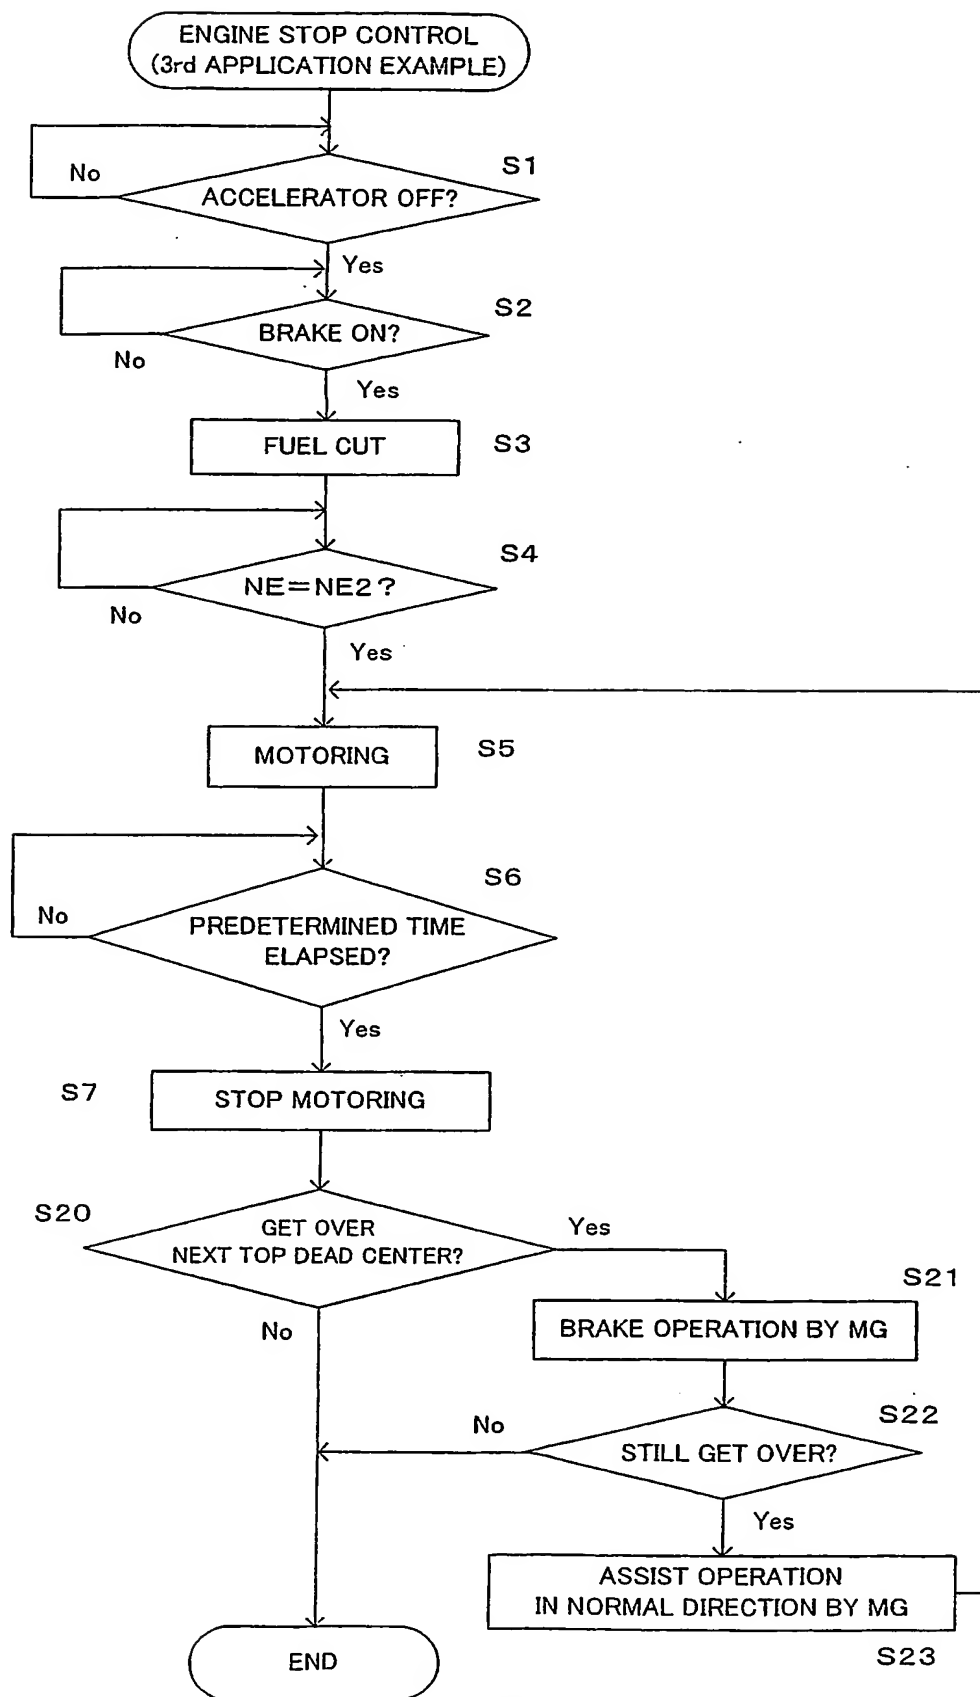 ENGINE STOP CONTROL
(3rd APPLICATION EXAMPLE)
S1
No
ACCELERATOR OFF?
Yes
S2
BRAKE ON?
No
Yes
FUEL CUT
S3
S4
NE=NE2?
No
Yes
MOTORING
S5
S6
No
PREDETERMINED TIME
ELAPSED?
Yes
S7
STOP MOTORING
S20
GET OVER
NEXT TOP DEAD CENTER?
Yes
No
S21
BRAKE OPERATION BY MG
S22
No
STILL GET OVER?
Yes
ASSIST OPERATION
IN NORMAL DIRECTION BY MG
S23
END